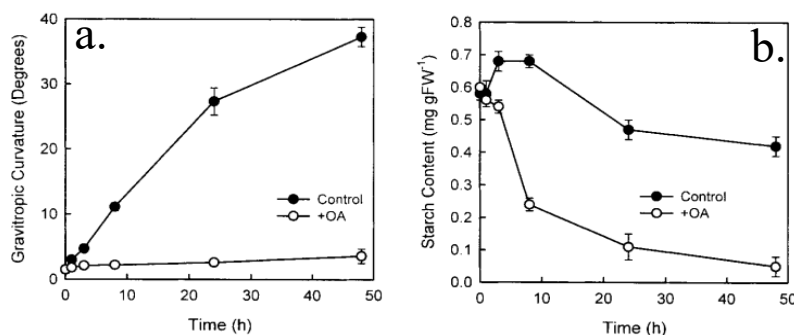 a.
Gravitropic Curvature (Degrees)
40
30
20
10
0
0 10 20 30 40 50
Time (h)
Control
+OA
b.
Starch Content (mg gFW⁻¹)
0.8
0.7
0.6
0.5
0.4
0.3
0.2
0.1
0.0
0 10 20 30 40 50
Time (h)
Control
+OA